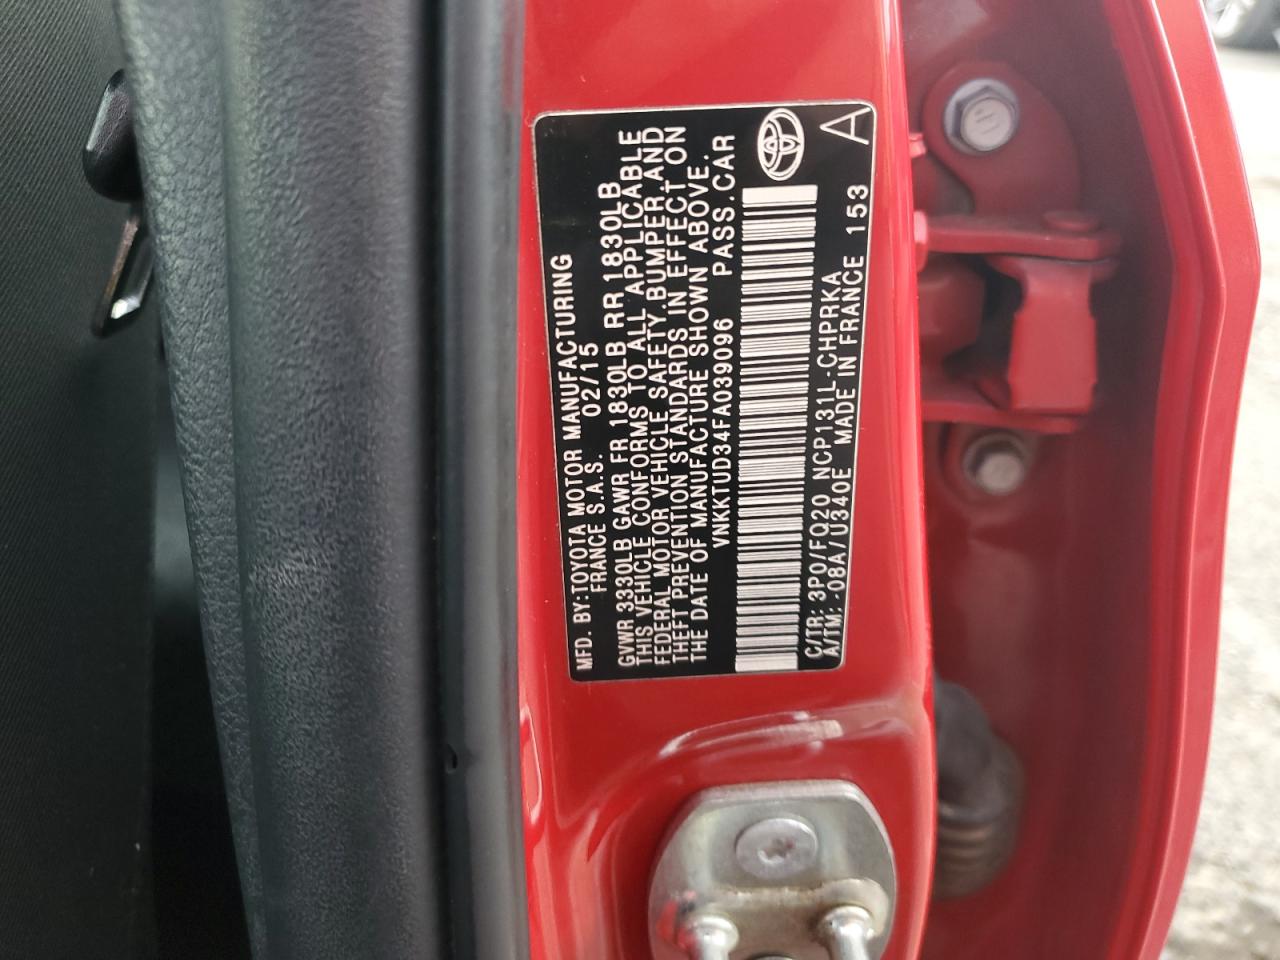 MFD. BY:TOYOTA MOTOR MANUFACTURING
FRANCE S.A.S. 02/15
GVWR 3330LB GAWR FR 1830LB RR 1830LB
THIS VEHICLE CONFORMS TO ALL APPLICABLE
FEDERAL MOTOR VEHICLE SAFETY,BUMPER,AND
THEFT PREVENTION STANDARDS IN EFFECT ON
THE DATE OF MANUFACTURE SHOWN ABOVE.
VNKKTUD34FA039096 PASS.CAR
C/TR: 3P0/FQ20 NCP131L-CHPRKA
A/TM: -08A/U340E MADE IN FRANCE 153
A